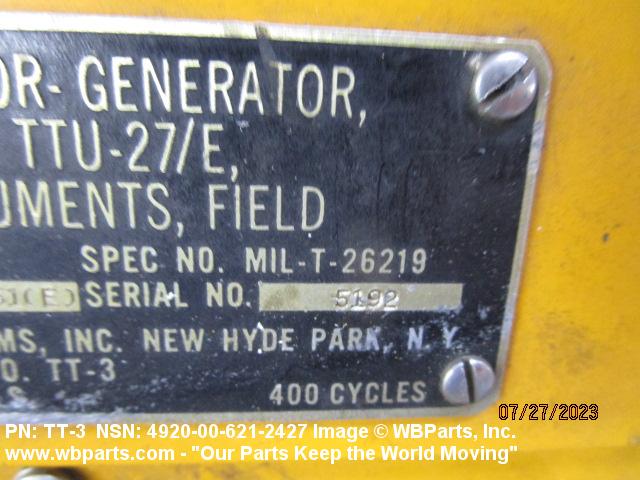 OR- GENERATOR,
TTU-27/E,
UMENTS, FIELD
SPEC NO. MIL-T-26219
J(E) SERIAL NO. 5192
MS, INC. NEW HYDE PARK, N.Y.
O. TT-3
S 400 CYCLES
07/27/2023
PN: TT-3 NSN: 4920-00-621-2427 Image © WBParts, Inc.
www.wbparts.com - "Our Parts Keep the World Moving"